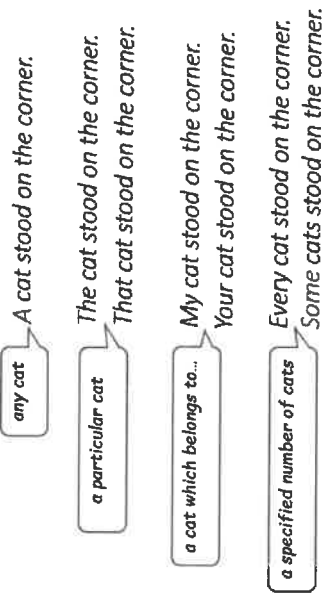 any cat
A cat stood on the corner.
a particular cat
The cat stood on the corner.
That cat stood on the corner.
a cat which belongs to...
My cat stood on the corner.
Your cat stood on the corner.
a specified number of cats
Every cat stood on the corner.
Some cats stood on the corner.